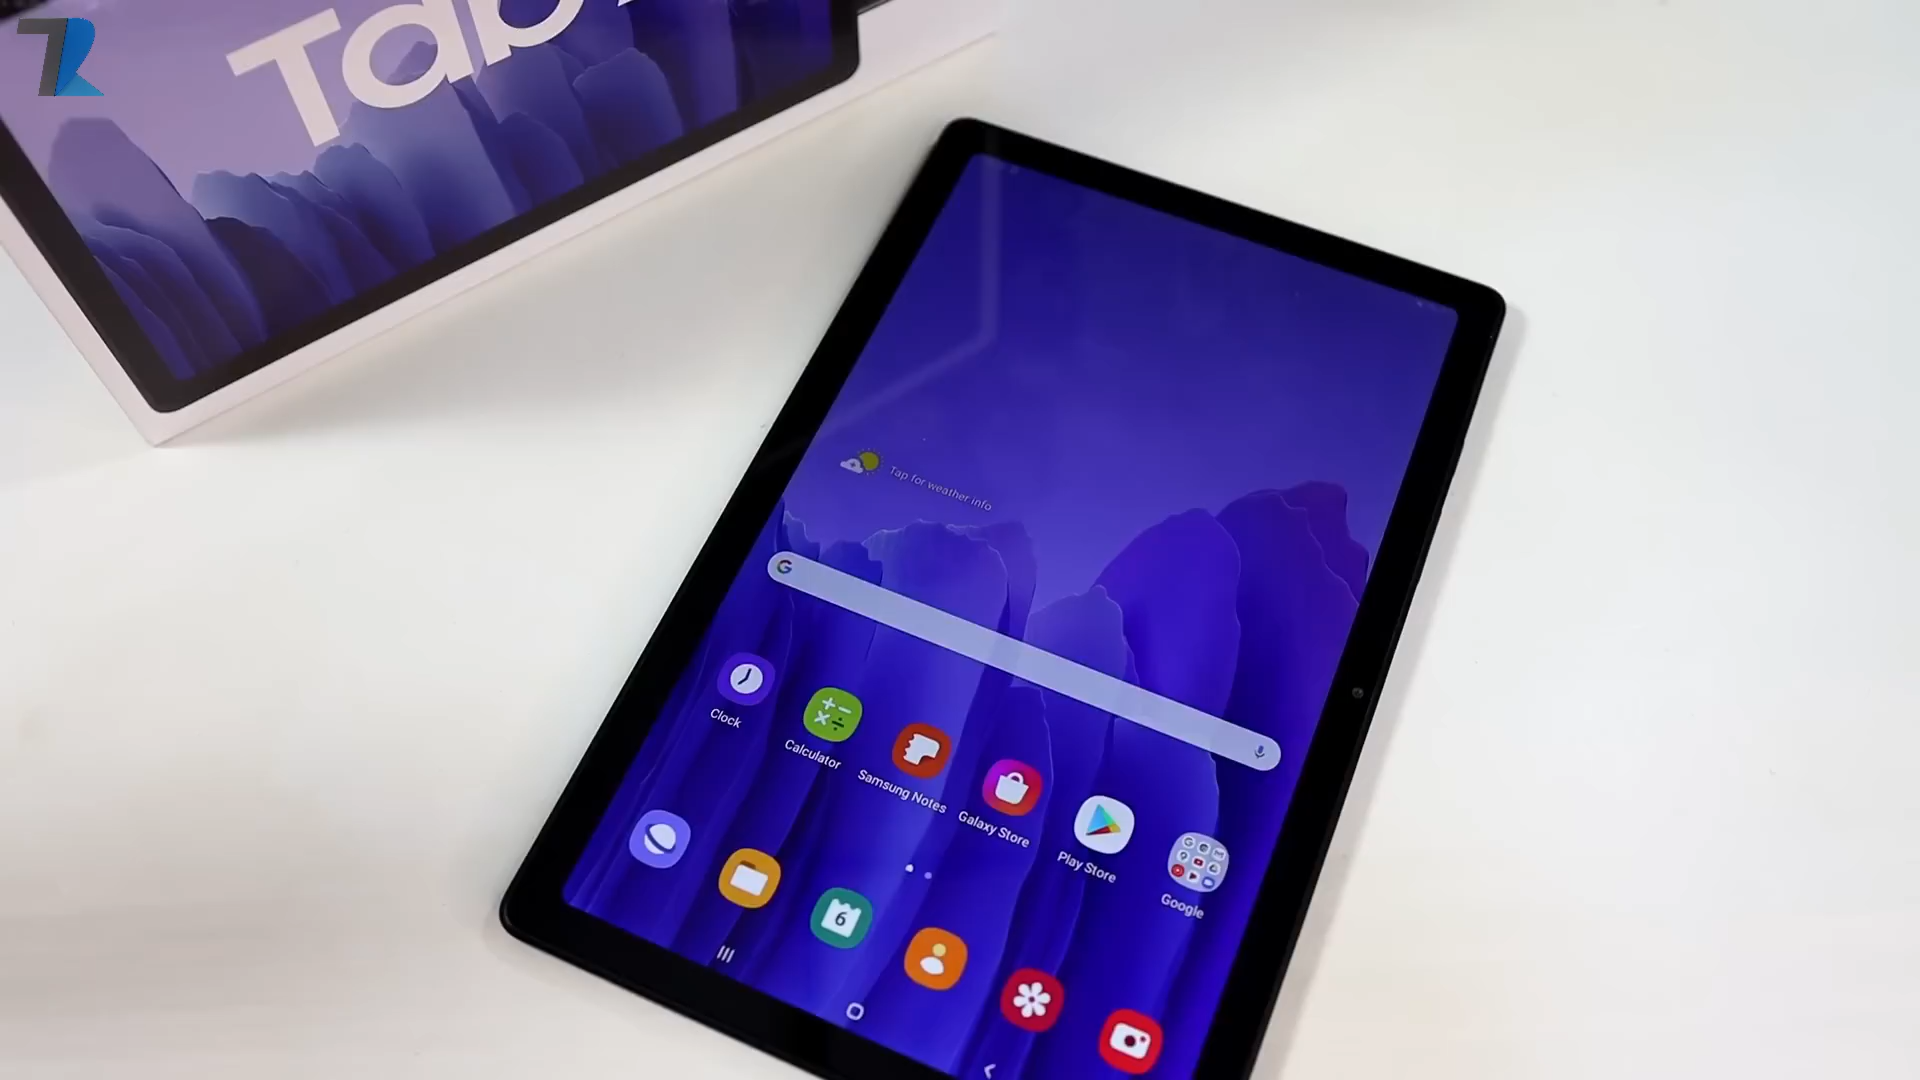 Tab
Tap for weather info
Clock
Calculator
Samsung Notes
Galaxy Store
Play Store
Google
6